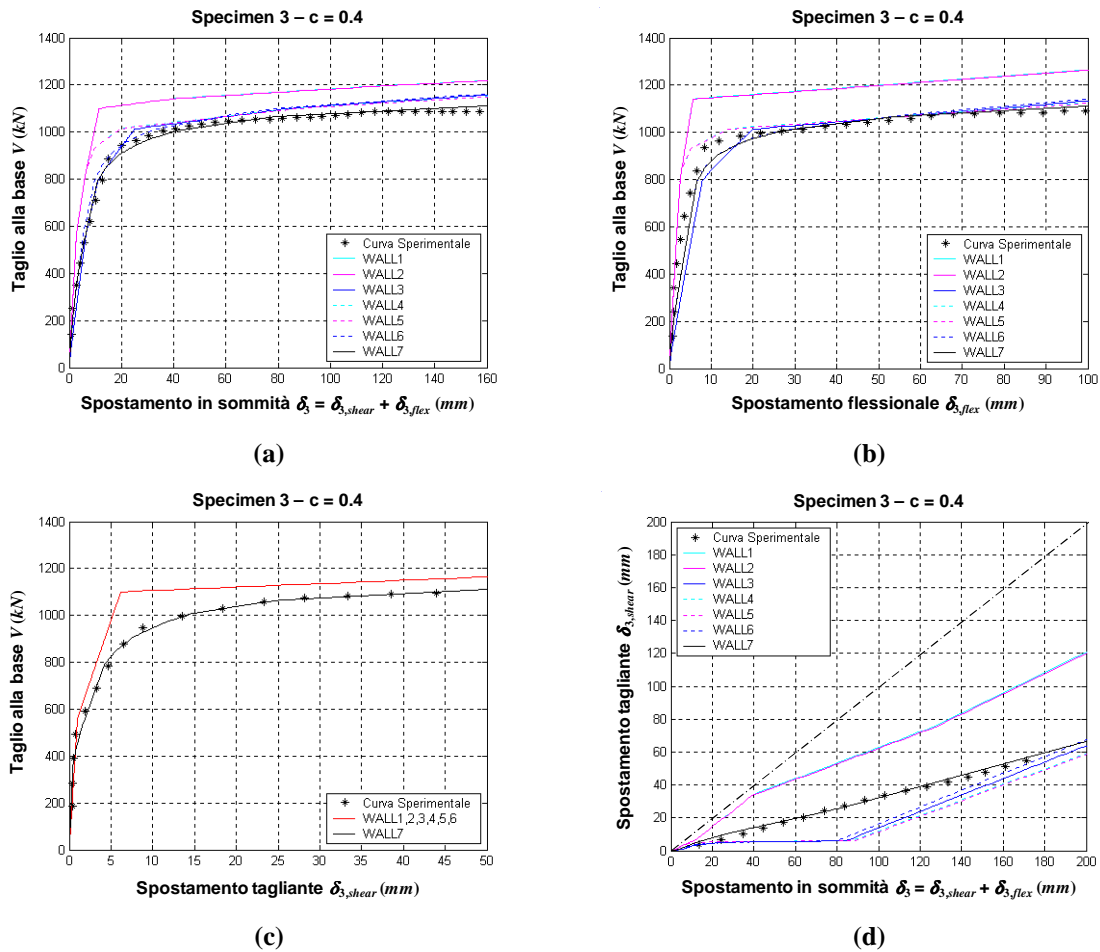 Specimen 3 – c = 0.4
Taglio alla base V (kN)
1400
1200
1000
800
600
400
200
0
Curva Sperimentale
WALL1
WALL2
WALL3
WALL4
WALL5
WALL6
WALL7
0 20 40 60 80 100 120 140 160
Spostamento in sommità δ3 = δ3,shear + δ3,flex (mm)
(a)
Specimen 3 – c = 0.4
Taglio alla base V (kN)
1400
1200
1000
800
600
400
200
0
Curva Sperimentale
WALL1
WALL2
WALL3
WALL4
WALL5
WALL6
WALL7
0 10 20 30 40 50 60 70 80 90 100
Spostamento flessionale δ3,flex (mm)
(b)
Specimen 3 – c = 0.4
Taglio alla base V (kN)
1400
1200
1000
800
600
400
200
0
Curva Sperimentale
WALL1,2,3,4,5,6
WALL7
0 5 10 15 20 25 30 35 40 45 50
Spostamento tagliante δ3,shear (mm)
(c)
Specimen 3 – c = 0.4
Spostamento tagliante δ3,shear (mm)
200
180
160
140
120
100
80
60
40
20
0
Curva Sperimentale
WALL1
WALL2
WALL3
WALL4
WALL5
WALL6
WALL7
0 20 40 60 80 100 120 140 160 180 200
Spostamento in sommità δ3 = δ3,shear + δ3,flex (mm)
(d)